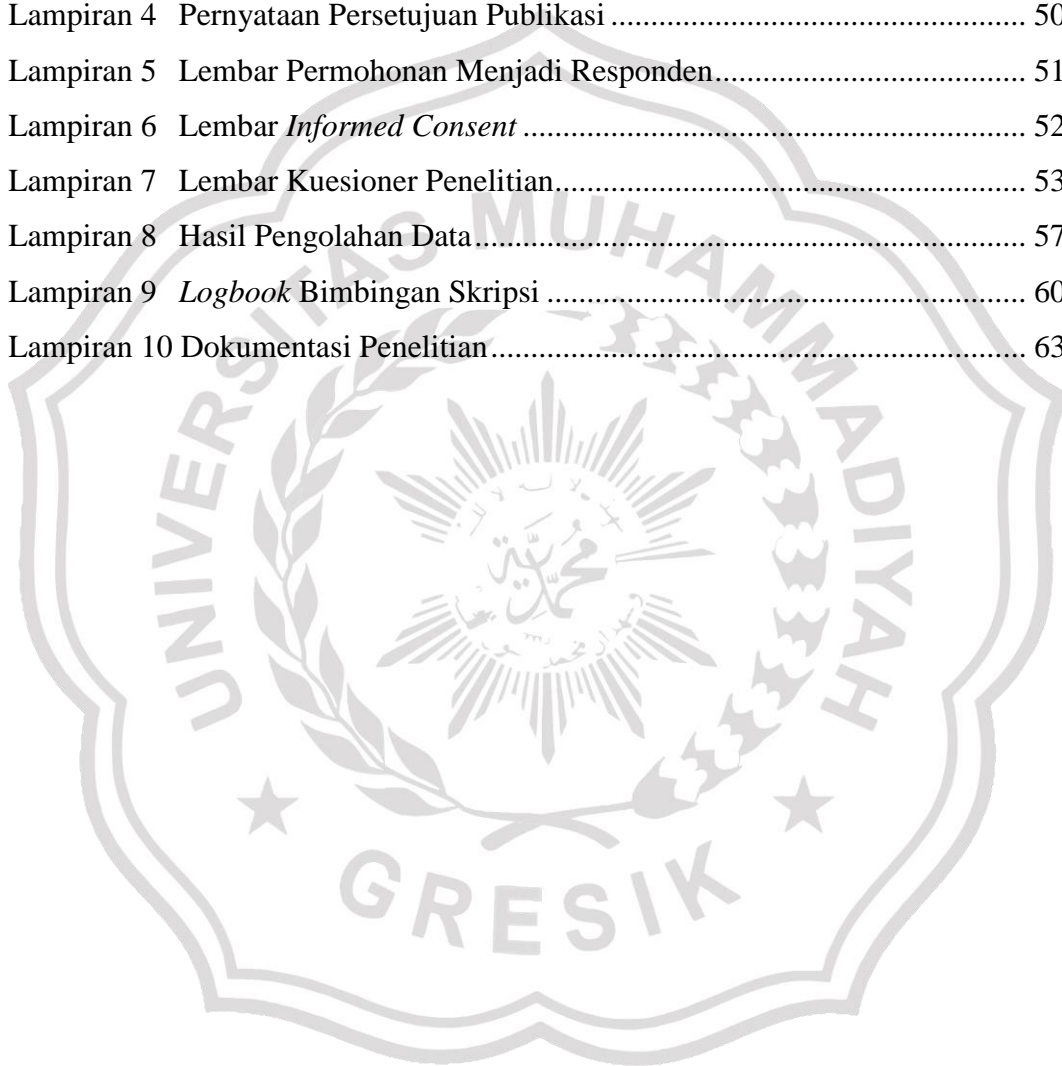 Lampiran 4 Pernyataan Persetujuan Publikasi ........................................................ 50
Lampiran 5 Lembar Permohonan Menjadi Responden.......................................... 51
Lampiran 6 Lembar Informed Consent ..................................................................... 52
Lampiran 7 Lembar Kuesioner Penelitian................................................................ 53
Lampiran 8 Hasil Pengolahan Data........................................................................... 57
Lampiran 9 Logbook Bimbingan Skripsi ................................................................. 60
Lampiran 10 Dokumentasi Penelitian......................................................................... 63
UNIVERSITAS MUHAMMADIYAH
GRESIK